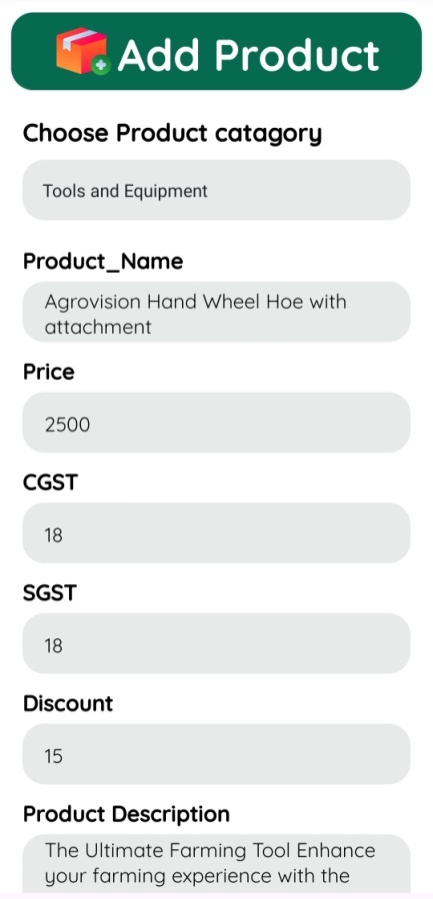 Add Product
Choose Product catagory
Tools and Equipment
Product_Name
Agrovision Hand Wheel Hoe with
attachment
Price
2500
CGST
18
SGST
18
Discount
15
Product Description
The Ultimate Farming Tool Enhance
your farming experience with the